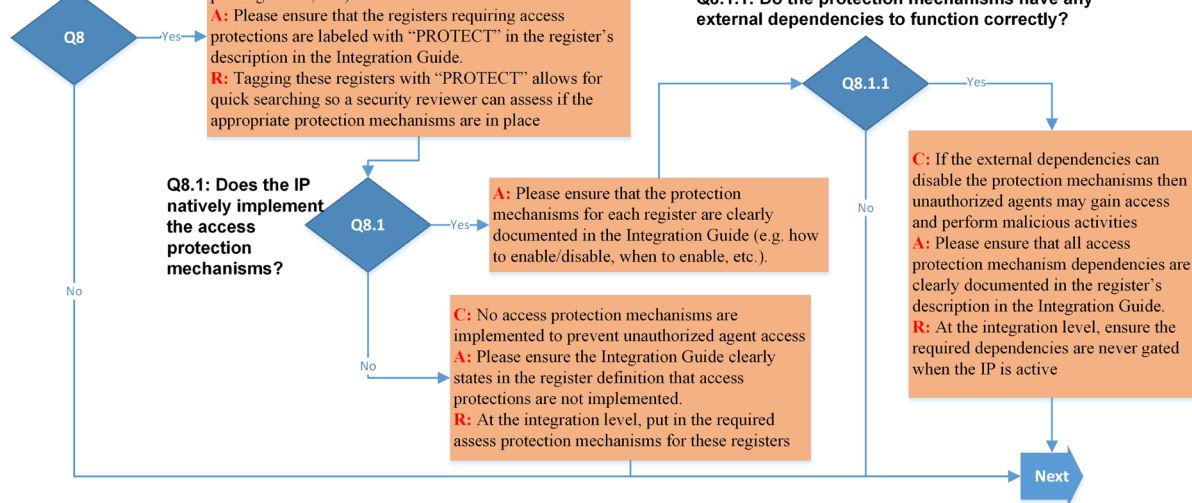 Q8.1.1: Do the protection mechanisms have any
external dependencies to function correctly?
Q8
Yes
A: Please ensure that the registers requiring access
protections are labeled with “PROTECT” in the register’s
description in the Integration Guide.
R: Tagging these registers with “PROTECT” allows for
quick searching so a security reviewer can assess if the
appropriate protection mechanisms are in place
Q8.1.1
Yes
Q8.1: Does the IP
natively implement
the access
protection
mechanisms?
Q8.1
Yes
A: Please ensure that the protection
mechanisms for each register are clearly
documented in the Integration Guide (e.g. how
to enable/disable, when to enable, etc.).
No
C: If the external dependencies can
disable the protection mechanisms then
unauthorized agents may gain access
and perform malicious activities
A: Please ensure that all access
protection mechanism dependencies are
clearly documented in the register’s
description in the Integration Guide.
R: At the integration level, ensure the
required dependencies are never gated
when the IP is active
No
No
C: No access protection mechanisms are
implemented to prevent unauthorized agent access
A: Please ensure the Integration Guide clearly
states in the register definition that access
protections are not implemented.
R: At the integration level, put in the required
assess protection mechanisms for these registers
Next